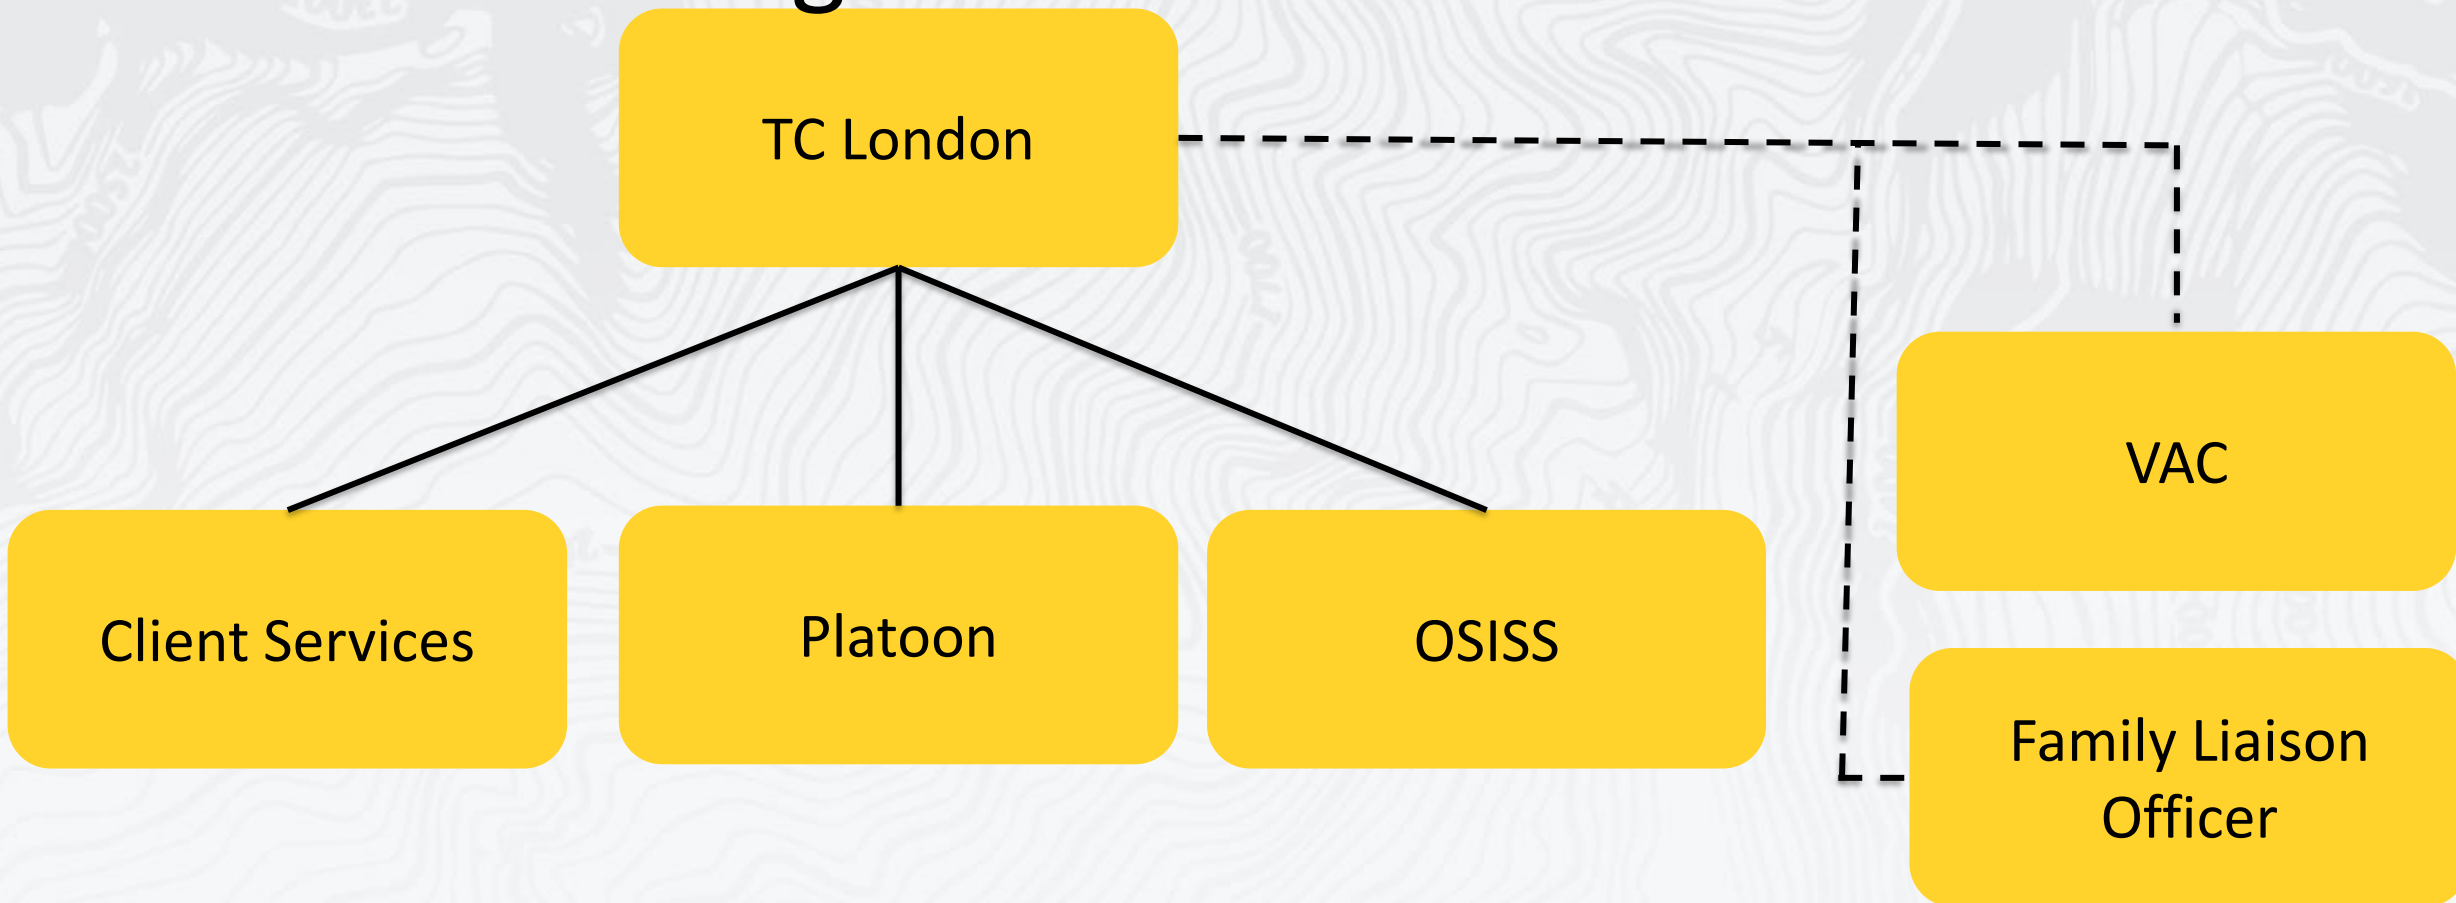 TC London
Client Services
Platoon
OSISS
VAC
Family Liaison
Officer